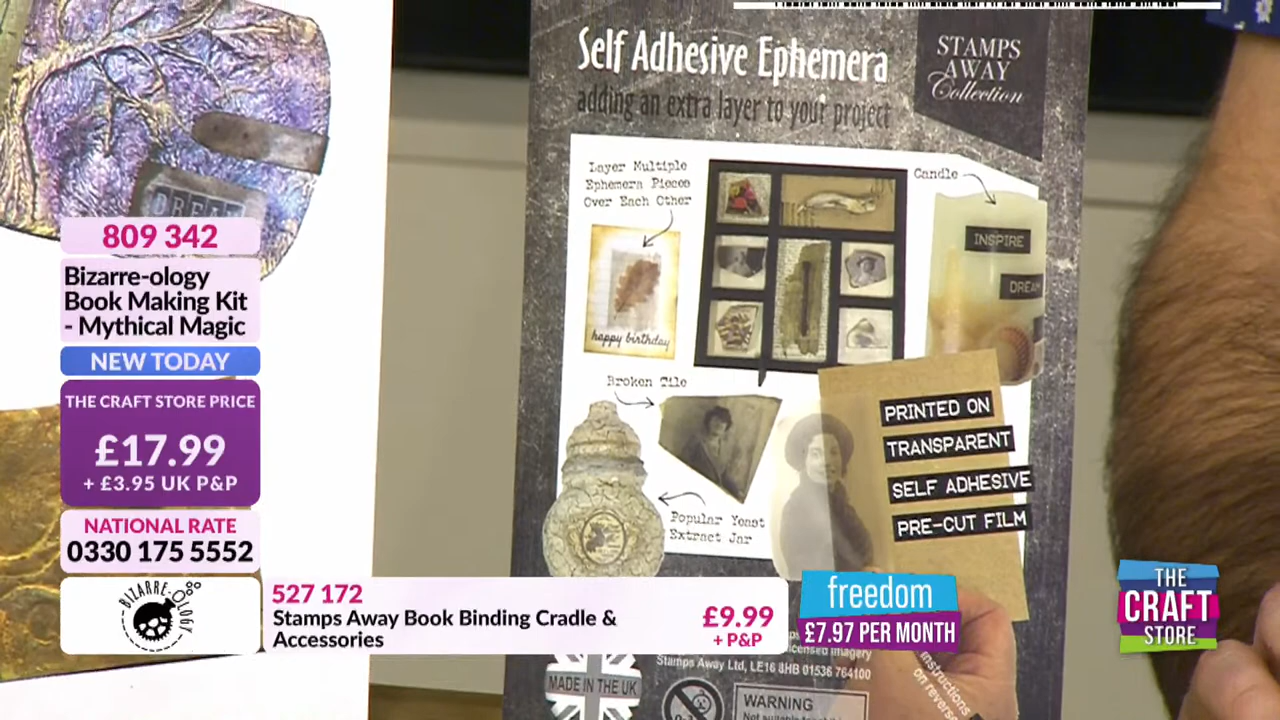 Self Adhesive Ephemera
adding an extra layer to your project
STAMPS
AWAY
Collection
Layer Multiple
Ephemera Pieces
Over Each Other
Candle
INSPIRE
DREAM
happy birthday
Broken Tile
Popular Yeast
Extract Jar
PRINTED ON
TRANSPARENT
SELF ADHESIVE
PRE-CUT FILM
809 342
Bizarre-ology
Book Making Kit
- Mythical Magic
NEW TODAY
THE CRAFT STORE PRICE
£17.99
+ £3.95 UK P&P
NATIONAL RATE
0330 175 5552
BIZARRE-OLOGY
527 172
Stamps Away Book Binding Cradle &
Accessories
£9.99
+ P&P
freedom
£7.97 PER MONTH
THE
CRAFT
STORE
licensed imagery
Stamps Away Ltd, LE16 8HB 01536 764100
MADE IN THE UK
WARNING
Not suitable
instructions
on reverse